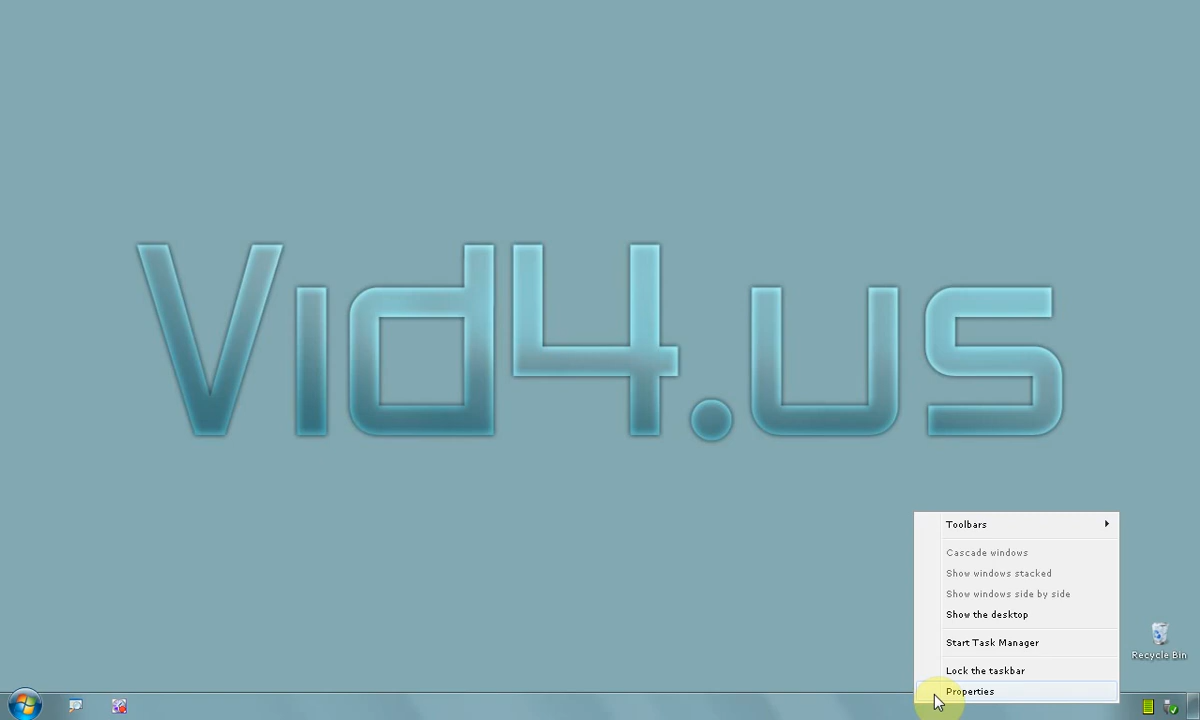 Vid4.us
Toolbars
Cascade windows
Show windows stacked
Show windows side by side
Show the desktop
Start Task Manager
Lock the taskbar
Properties
Recycle Bin